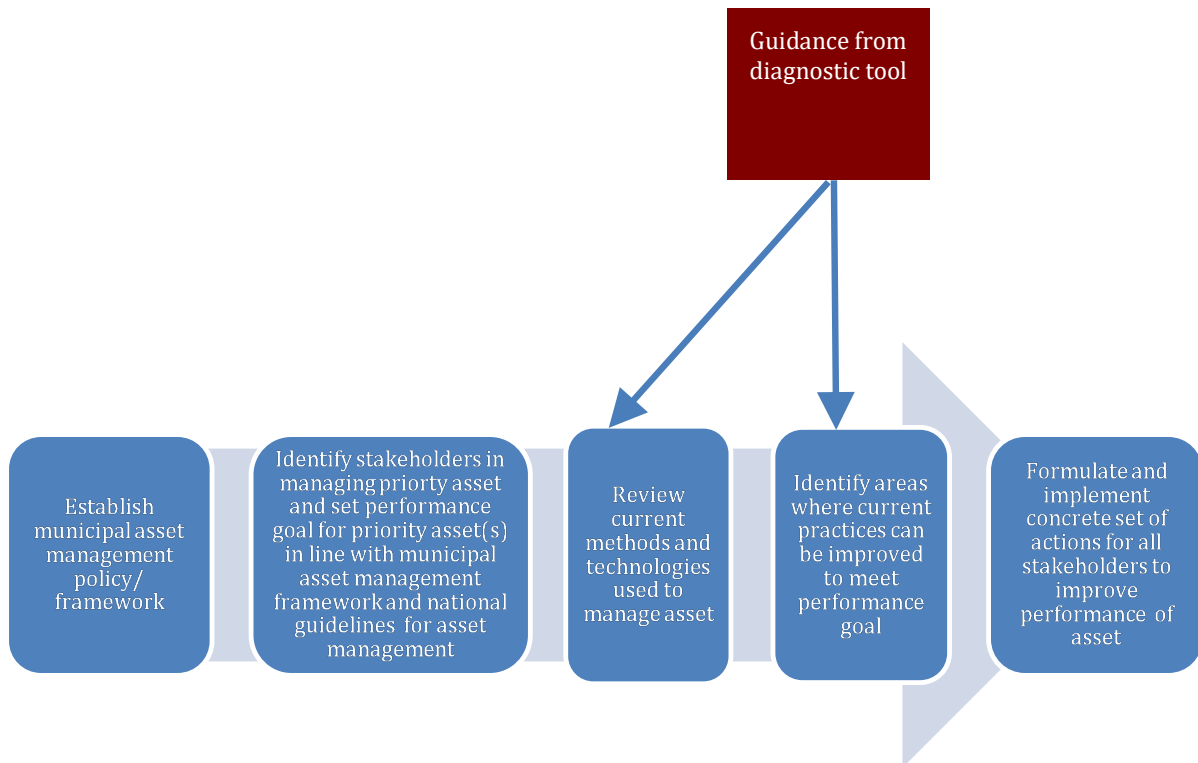 Guidance from
diagnostic tool
Establish
municipal asset
management
policy/
framework
Identify stakeholders in
managing priorty asset
and set performance
goal for priority asset(s)
in line with municipal
asset management
framework and national
guidelines for asset
management
Review
current
methods and
technologies
used to
manage asset
Identify areas
where current
practices can
be improved
to meet
performance
goal
Formulate and
implement
concrete set of
actions for all
stakeholders to
improve
performance of
asset